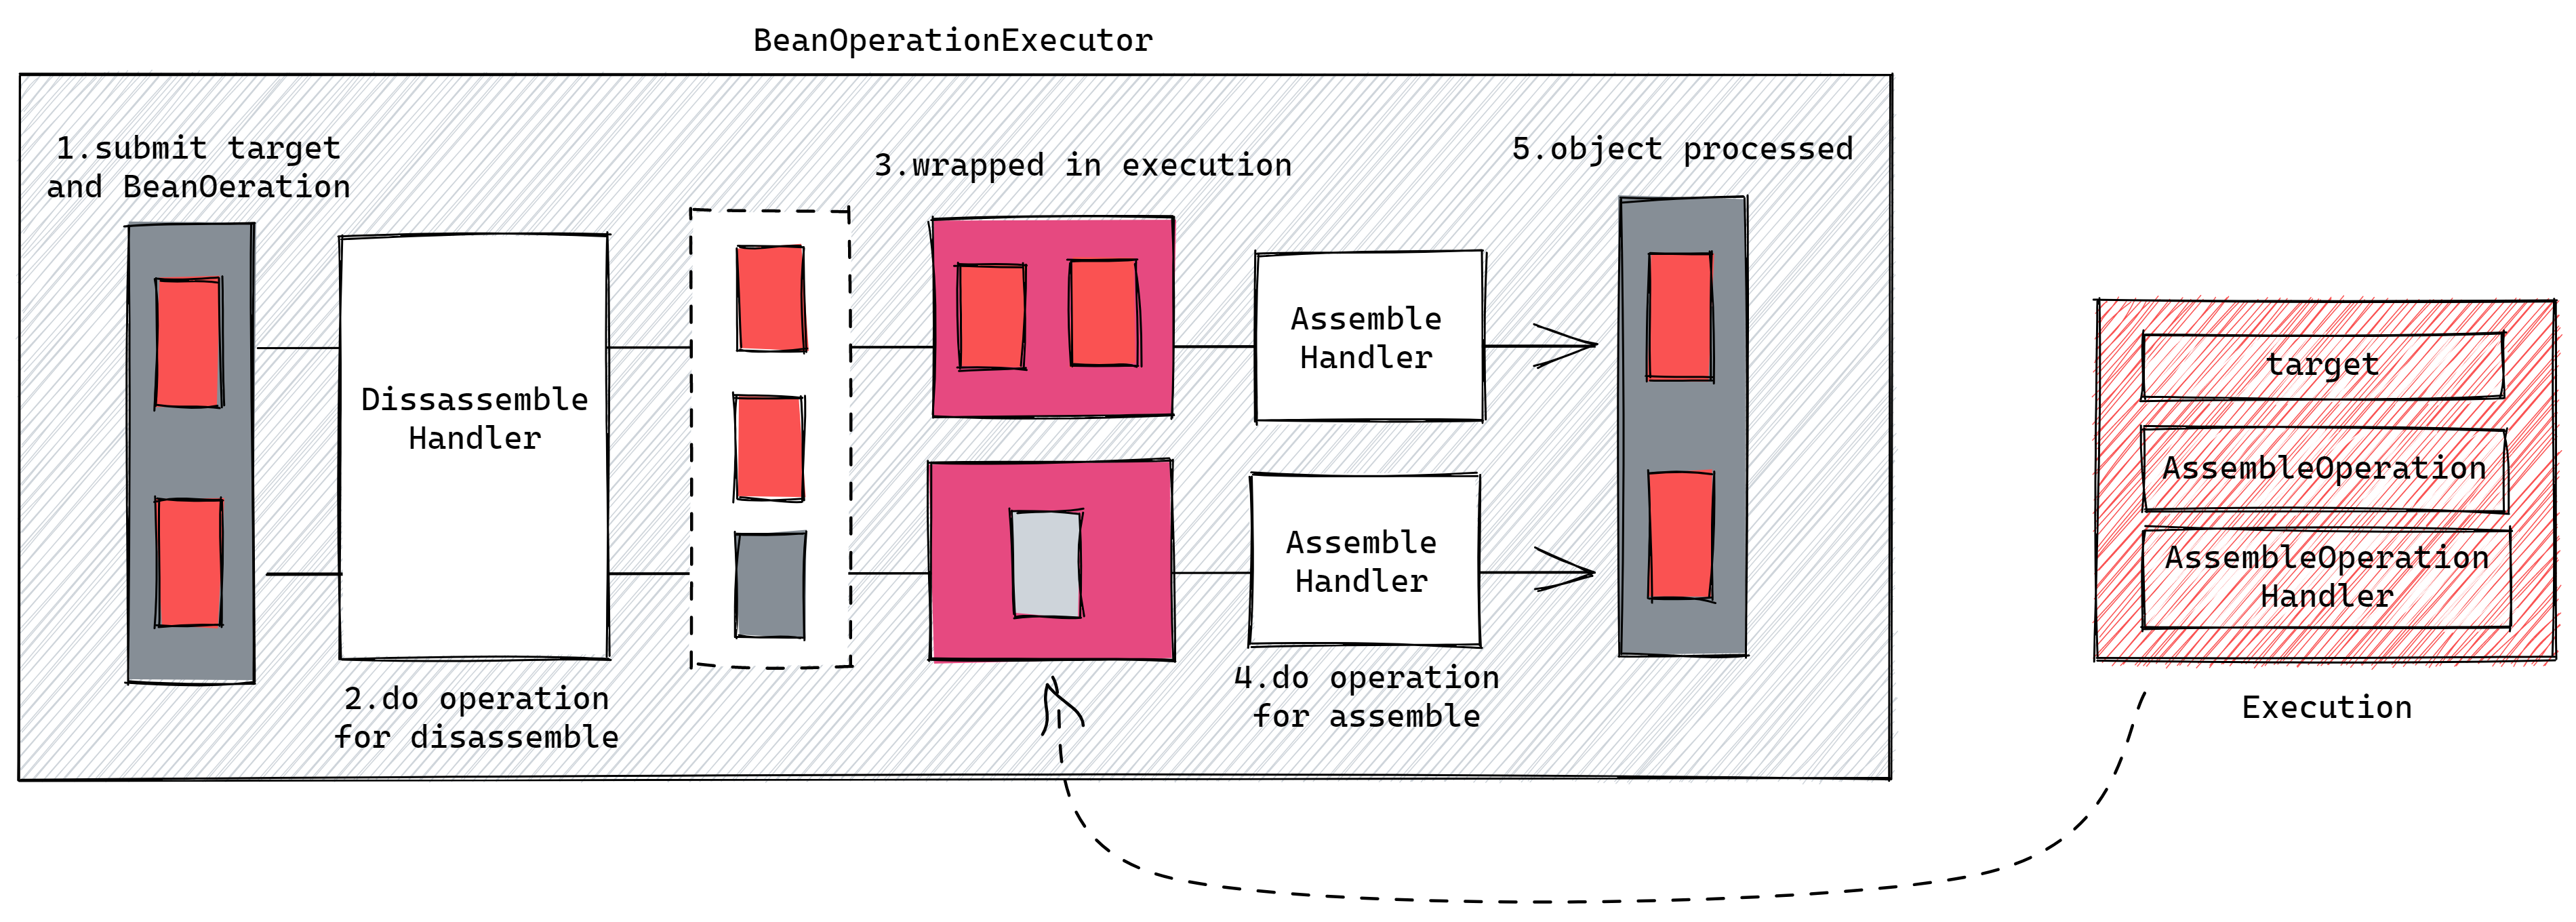 BeanOperationExecutor
1.submit target
and BeanOeration
Dissassemble
Handler
2.do operation
for disassemble
3.wrapped in execution
Assemble
Handler
Assemble
Handler
4.do operation
for assemble
5.object processed
target
AssembleOperation
AssembleOperation
Handler
Execution